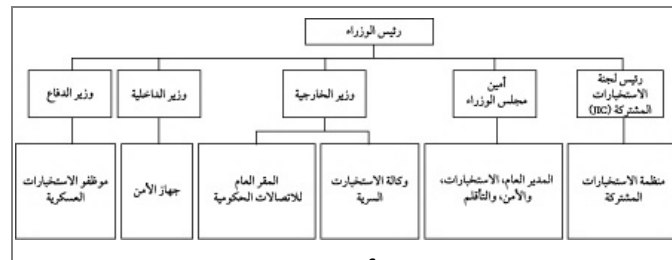 رئيس الوزراء
رئيس لجنة
الاستخبارات
المشتركة (JIC)
أمين
مجلس الوزراء
وزير الخارجية
وزير الداخلية
وزير الدفاع
منظمة الاستخبارات
المشتركة
المدير العام، الاستخبارات،
والأمن، والتأقلم
وكالة الاستخبارت
السرية
المقر العام
للاتصالات الحكومية
جهاز الأمن
موظفو الاستخبارات
العسكرية